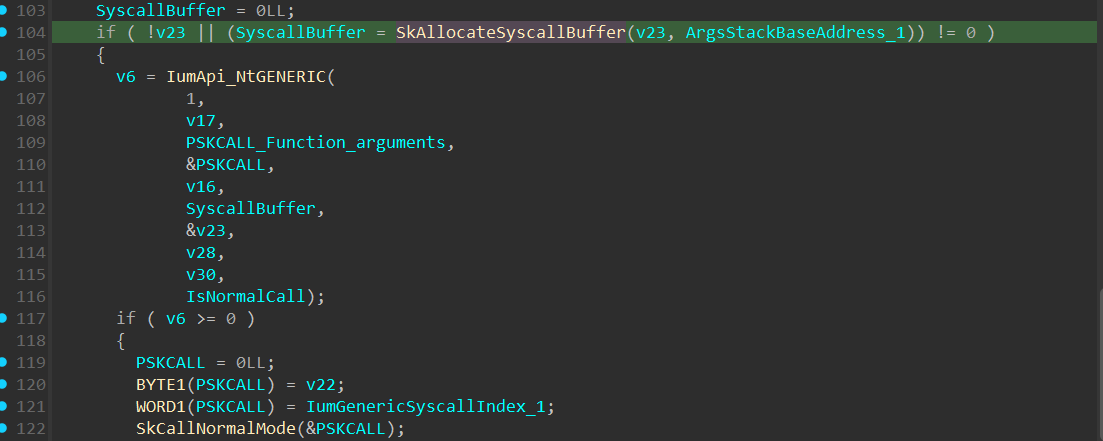 103 SyscallBuffer = 0LL;
104 if ( !v23 || (SyscallBuffer = SkAllocateSyscallBuffer(v23, ArgsStackBaseAddress_1)) != 0 )
105 {
106 v6 = IumApi_NtGENERIC(
107 1,
108 v17,
109 PSKCALL_Function_arguments,
110 &PSKCALL,
111 v16,
112 SyscallBuffer,
113 &v23,
114 v28,
115 v30,
116 IsNormalCall);
117 if ( v6 >= 0 )
118 {
119 PSKCALL = 0LL;
120 BYTE1(PSKCALL) = v22;
121 WORD1(PSKCALL) = IumGenericSyscallIndex_1;
122 SkCallNormalMode(&PSKCALL);